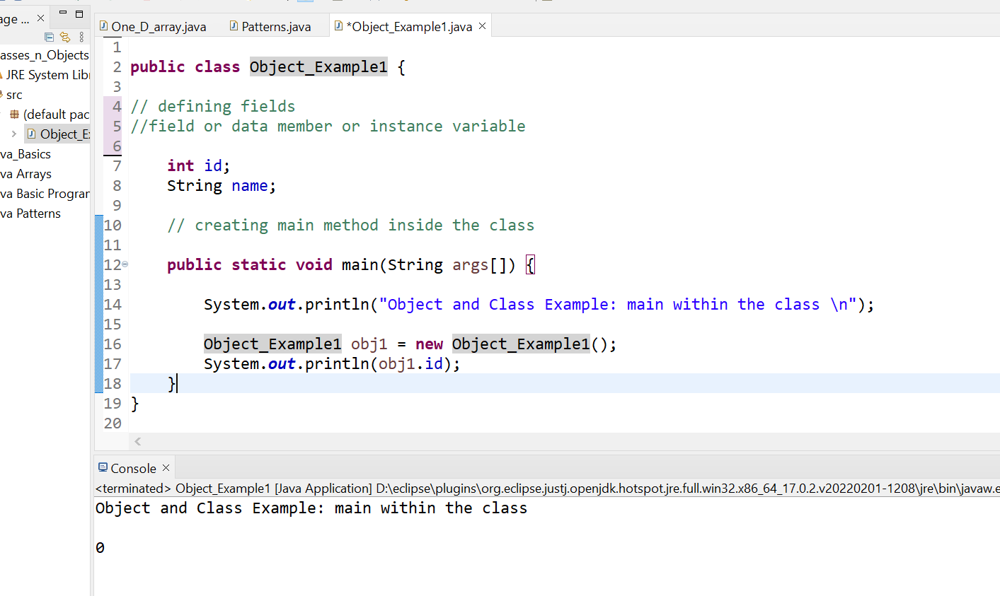 age ...
One_D_array.java
Patterns.java
*Object_Example1.java
asses_n_Objects
JRE System Libr
src
(default pac
Object_Ex
va_Basics
va Arrays
va Basic Program
va Patterns
1
2 public class Object_Example1 {
3
4 // defining fields
5 //field or data member or instance variable
6
7 int id;
8 String name;
9
10 // creating main method inside the class
11
12 public static void main(String args[]) {
13
14 System.out.println("Object and Class Example: main within the class \n");
15
16 Object_Example1 obj1 = new Object_Example1();
17 System.out.println(obj1.id);
18 }
19 }
20
Console
<terminated> Object_Example1 [Java Application] D:\eclipse\plugins\org.eclipse.justj.openjdk.hotspot.jre.full.win32.x86_64_17.0.2.v20220201-1208\jre\bin\javaw.e
Object and Class Example: main within the class
0